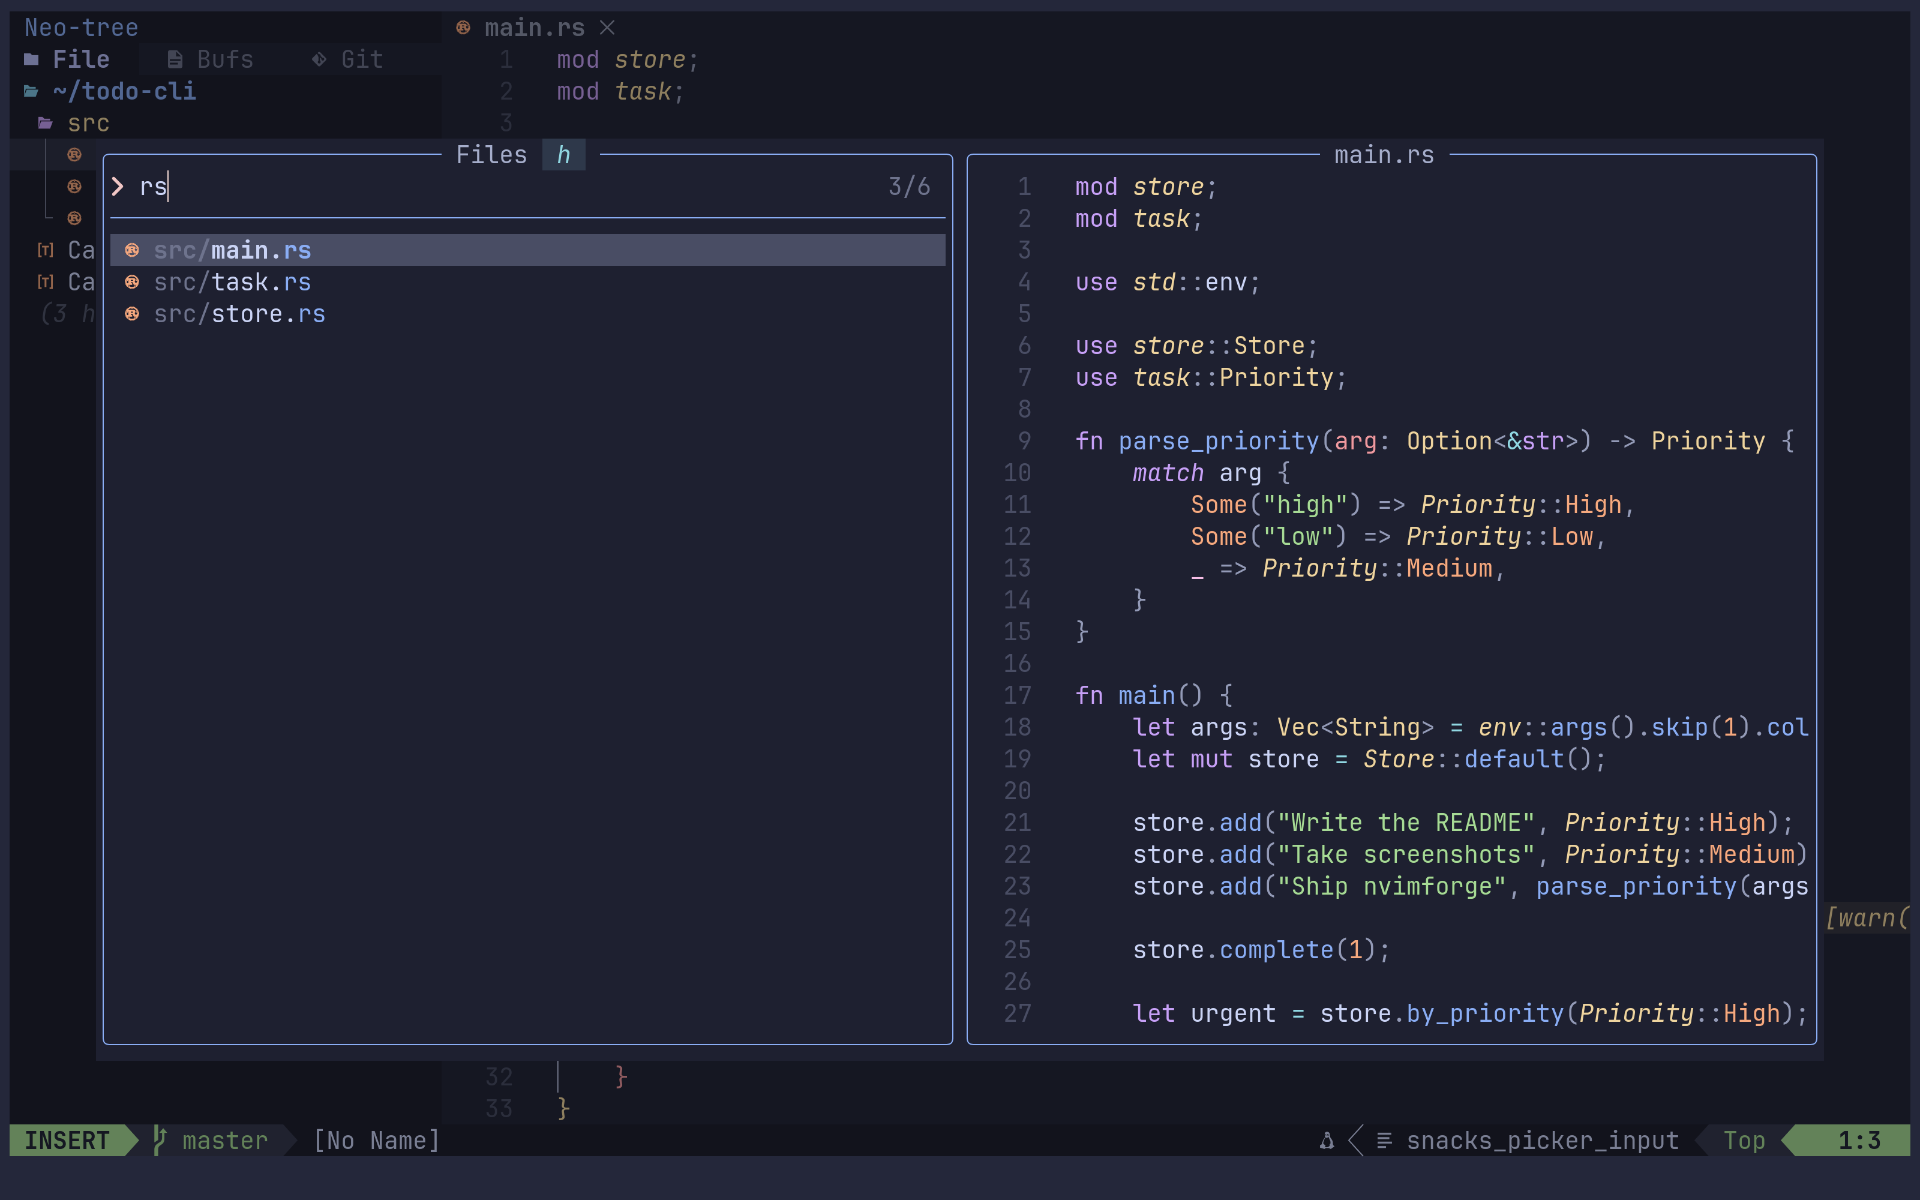 Neo-tree
File Bufs Git
~/todo-cli
src
Ca
Ca
(3 h
main.rs
1 mod store;
2 mod task;
3
Files h
> rs 3/6
src/main.rs
src/task.rs
src/store.rs
main.rs
1 mod store;
2 mod task;
3
4 use std::env;
5
6 use store::Store;
7 use task::Priority;
8
9 fn parse_priority(arg: Option<&str>) -> Priority {
10 match arg {
11 Some("high") => Priority::High,
12 Some("low") => Priority::Low,
13 _ => Priority::Medium,
14 }
15 }
16
17 fn main() {
18 let args: Vec<String> = env::args().skip(1).col
19 let mut store = Store::default();
20
21 store.add("Write the README", Priority::High);
22 store.add("Take screenshots", Priority::Medium)
23 store.add("Ship nvimforge", parse_priority(args
24
25 store.complete(1);
26
27 let urgent = store.by_priority(Priority::High);
[warn(
32 }
33 }
INSERT master [No Name] snacks_picker_input Top 1:3